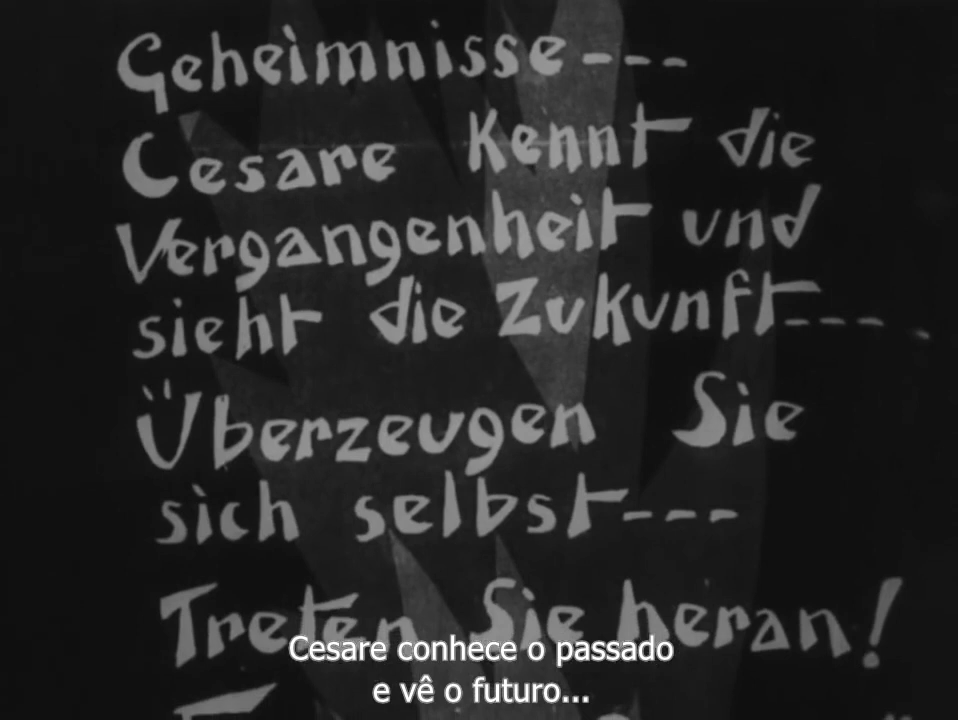 Geheimnisse---
Cesare kennt die
Vergangenheit und
sieht die Zukunft---
Überzeugen Sie
sich selbst---
Treten Sie heran!
Cesare conhece o passado
e vê o futuro...